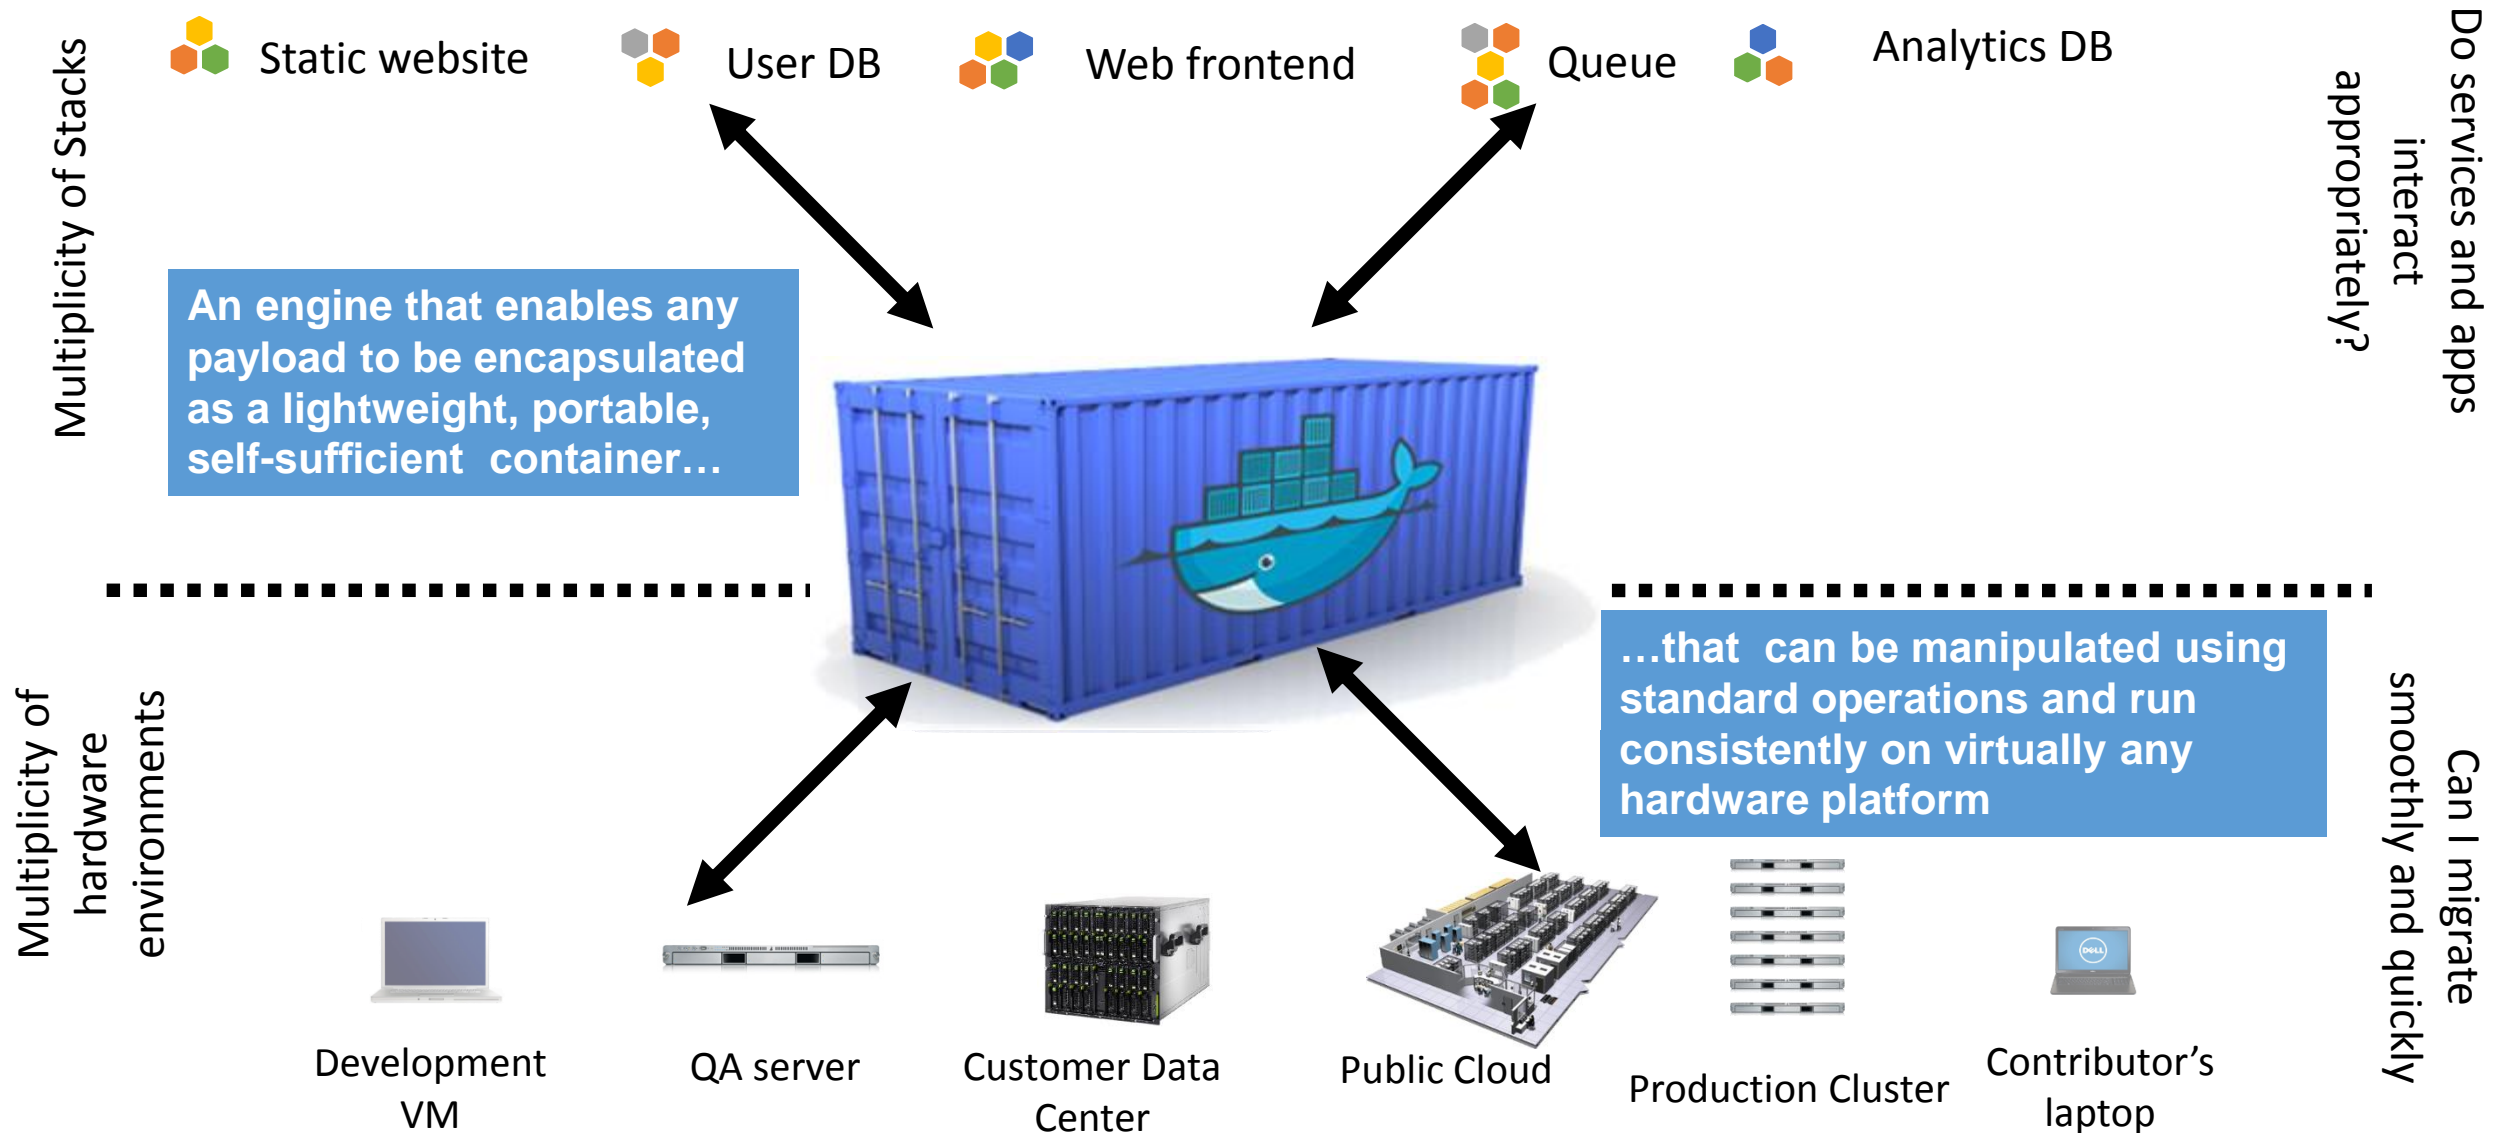 Static website
User DB
Web frontend
Queue
Analytics DB
Multiplicity of Stacks
Do services and apps
interact
appropriately?
An engine that enables any
payload to be encapsulated
as a lightweight, portable,
self-sufficient container…
…that can be manipulated using
standard operations and run
consistently on virtually any
hardware platform
Multiplicity of
hardware
environments
Can I migrate
smoothly and quickly
DELL
Development
VM
QA server
Customer Data
Center
Public Cloud
Production Cluster
Contributor’s
laptop